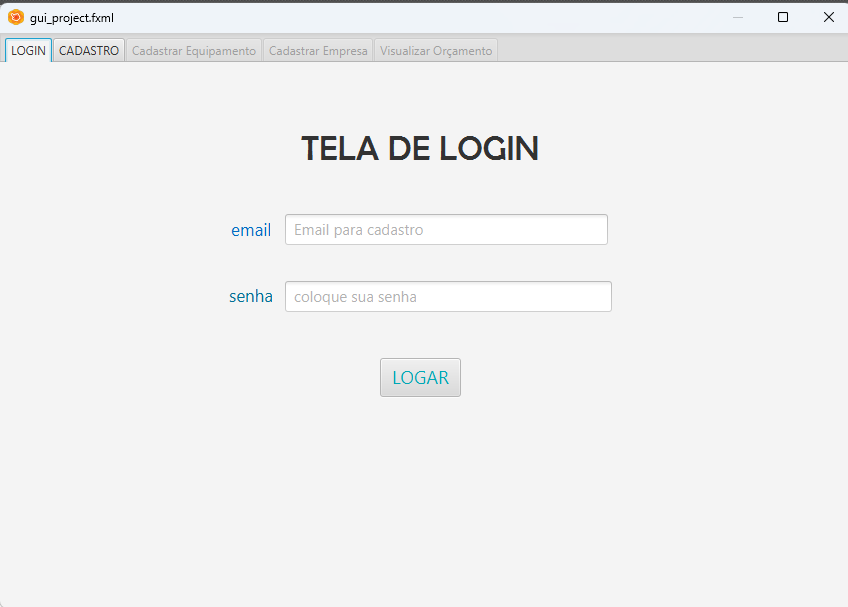 gui_project.fxml
LOGIN CADASTRO Cadastrar Equipamento Cadastrar Empresa Visualizar Orçamento
TELA DE LOGIN
email Email para cadastro
senha coloque sua senha
LOGAR